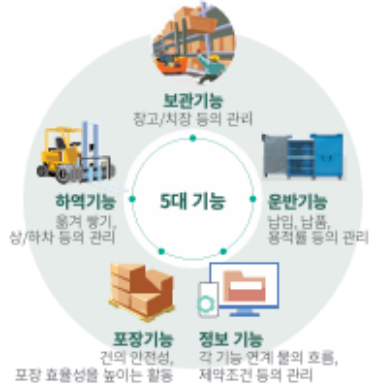 보관기능
창고/치장 등의 관리
하역기능
옮겨 쌓기,
상/하차 등의 관리
5대 기능
운반기능
납입, 납품,
용적률 등의 관리
포장기능
건의 안전성,
포장 효율성을 높이는 활동
정보 기능
각 기능 연계 물의 흐름,
제약조건 등의 관리